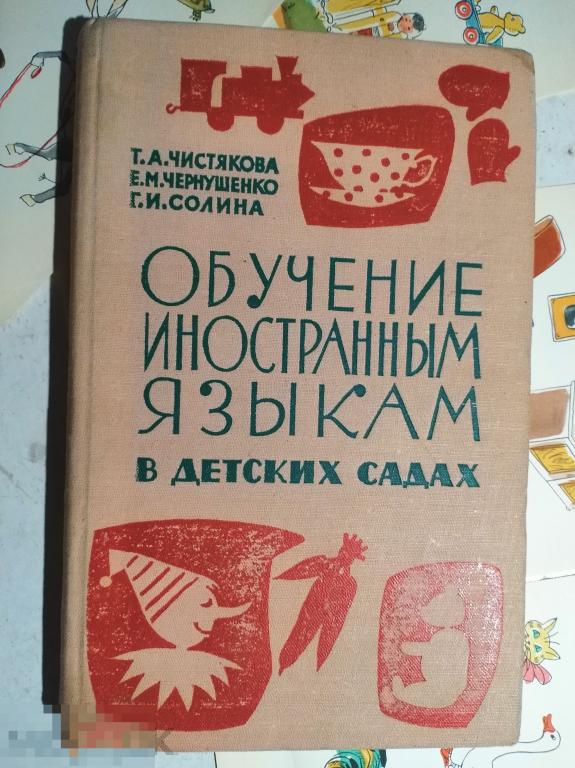 Т.А.ЧИСТЯКОВА
Е.М.ЧЕРНУШЕНКО
Г.И.СОЛИНА
ОБУЧЕНИЕ
ИНОСТРАННЫМ
ЯЗЫКАМ
В ДЕТСКИХ САДАХ